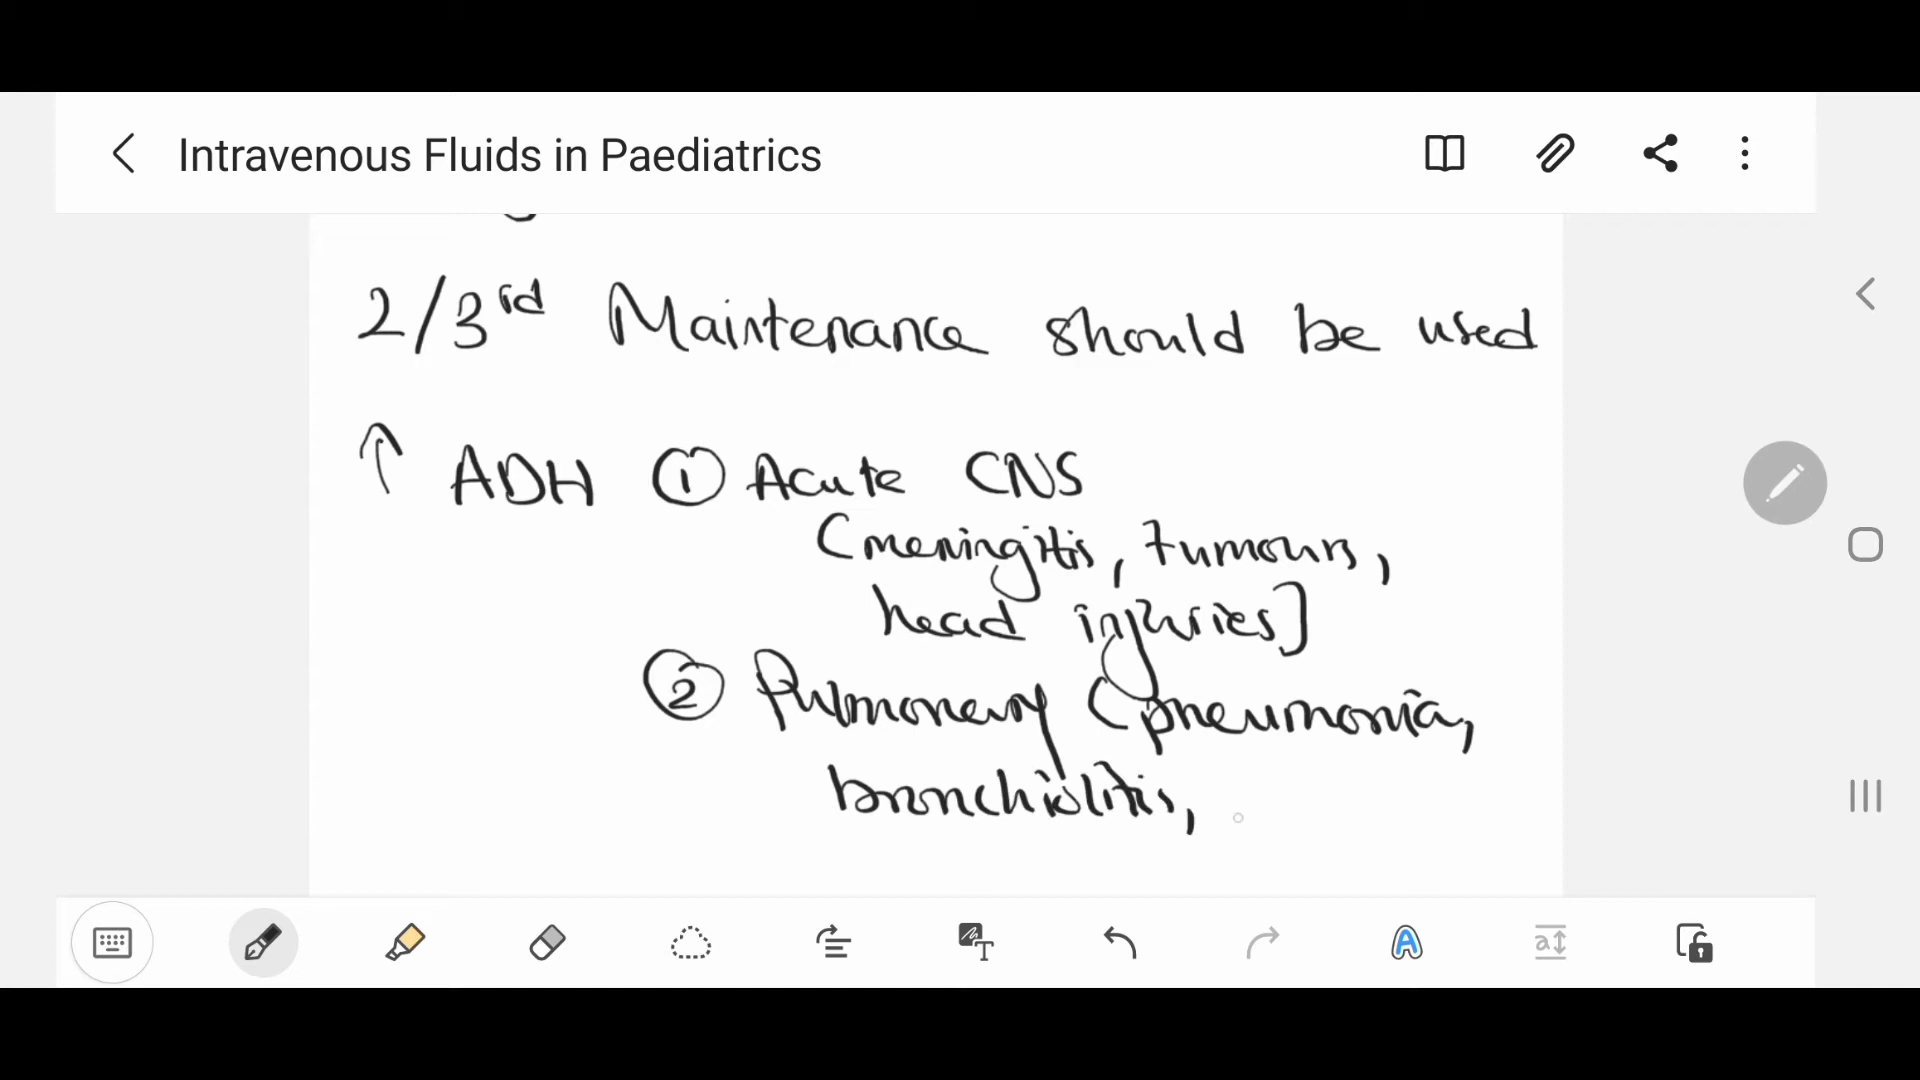 Intravenous Fluids in Paediatrics
2/3rd Maintenance should be used
↑ ADH ① Acute CNS
(meningitis, tumours,
head injuries]
② Pulmonary (pneumonia,
bronchiolitis,